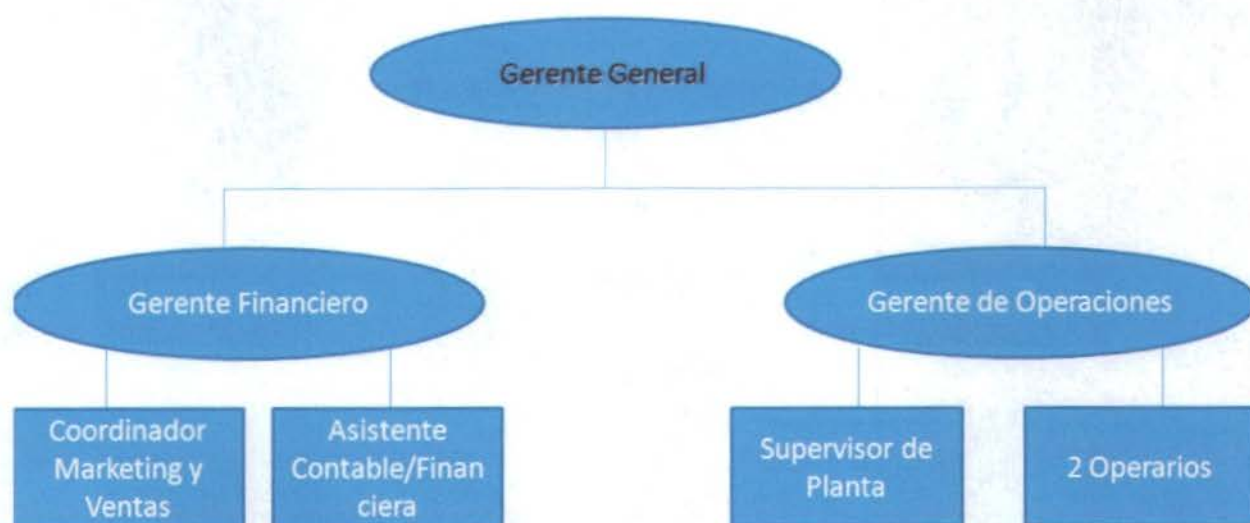 Gerente General
Gerente Financiero
Gerente de Operaciones
Coordinador
Marketing y
Ventas
Asistente
Contable/Finan
ciera
Supervisor de
Planta
2 Operarios